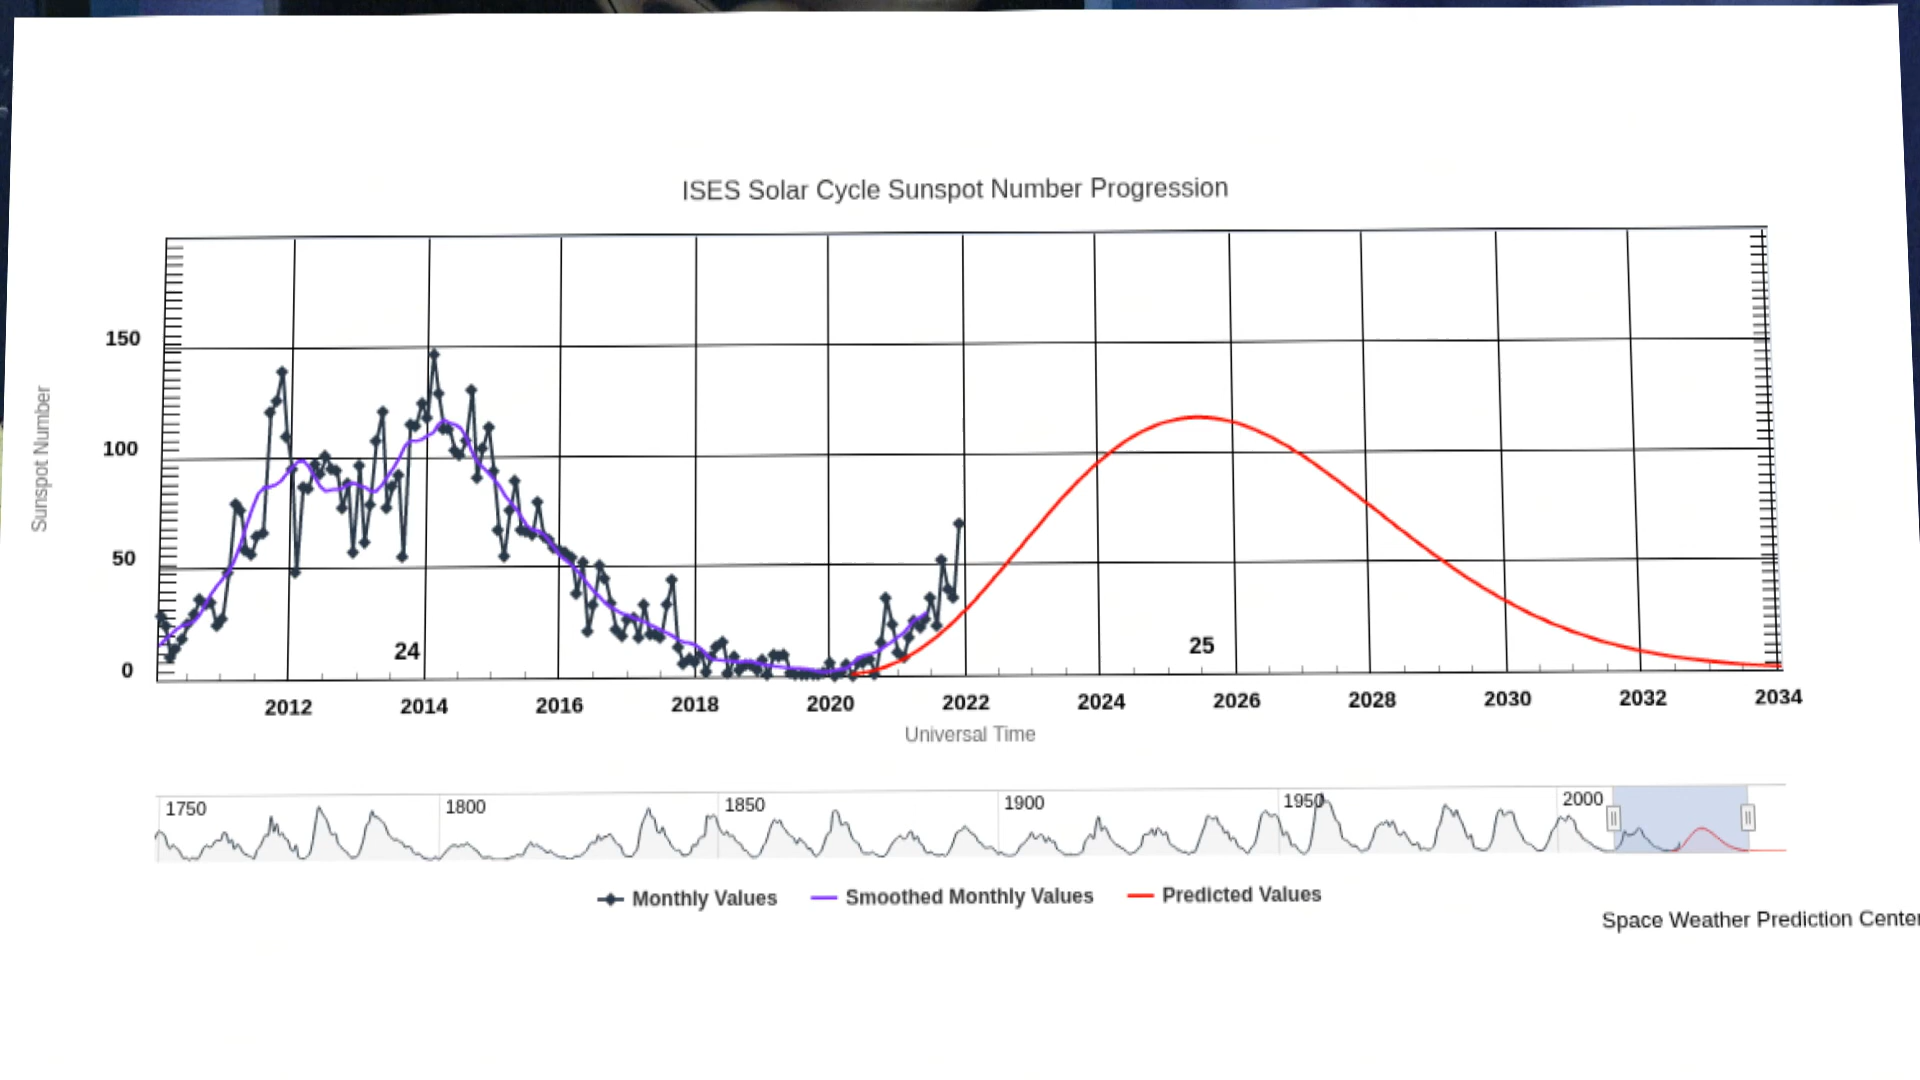 ISES Solar Cycle Sunspot Number Progression
Sunspot Number
150
100
50
0
24
25
2012 2014 2016 2018 2020 2022 2024 2026 2028 2030 2032 2034
Universal Time
1750 1800 1850 1900 1950 2000
Monthly Values Smoothed Monthly Values Predicted Values
Space Weather Prediction Center